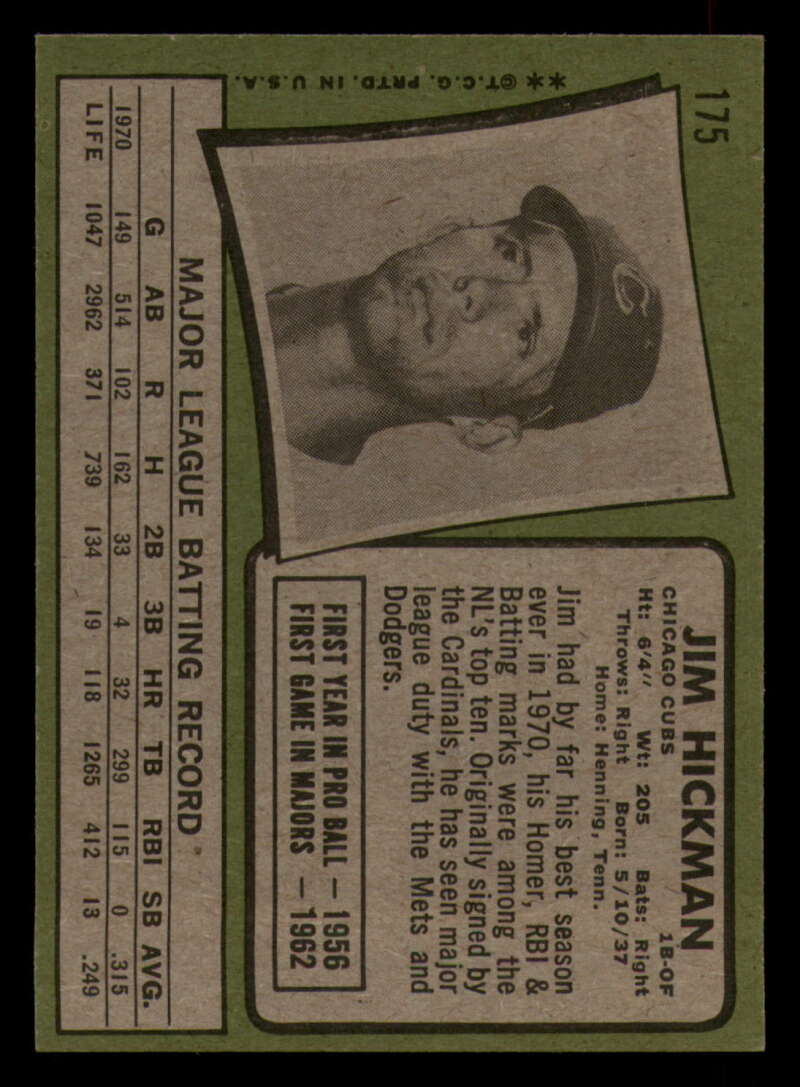 175
**©T.C.G. PRTD. IN U.S.A.
C
JIM HICKMAN
CHICAGO CUBS 1B-OF
Ht: 6'4" Wt: 205 Bats: Right
Throws: Right Born: 5/10/37
Home: Henning, Tenn.
Jim had by far his best season
ever in 1970, his Homer, RBI &
Batting marks were among the
NL's top ten. Originally signed by
the Cardinals, he has seen major
league duty with the Mets and
Dodgers.
FIRST YEAR IN PRO BALL — 1956
FIRST GAME IN MAJORS — 1962
MAJOR LEAGUE BATTING RECORD
G AB R H 2B 3B HR TB RBI SB AVG.
1970 149 514 102 162 33 4 32 299 115 0 .315
LIFE 1047 2962 371 739 134 19 118 1265 412 13 .249